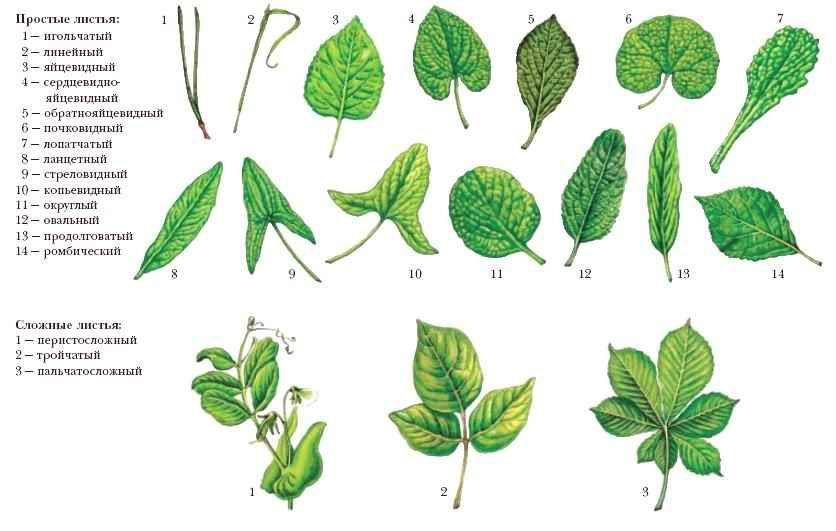 Простые листья:
1 — игольчатый
2 — линейный
3 — яйцевидный
4 — сердцевидно-
яйцевидный
5 — обратнояйцевидный
6 — почковидный
7 — лопатчатый
8 — ланцетный
9 — стреловидный
10 — копьевидный
11 — округлый
12 — овальный
13 — продолговатый
14 — ромбический
1 2 3 4 5 6 7
8 9 10 11 12 13 14
Сложные листья:
1 — перистосложный
2 — тройчатый
3 — пальчатосложный
1 2 3